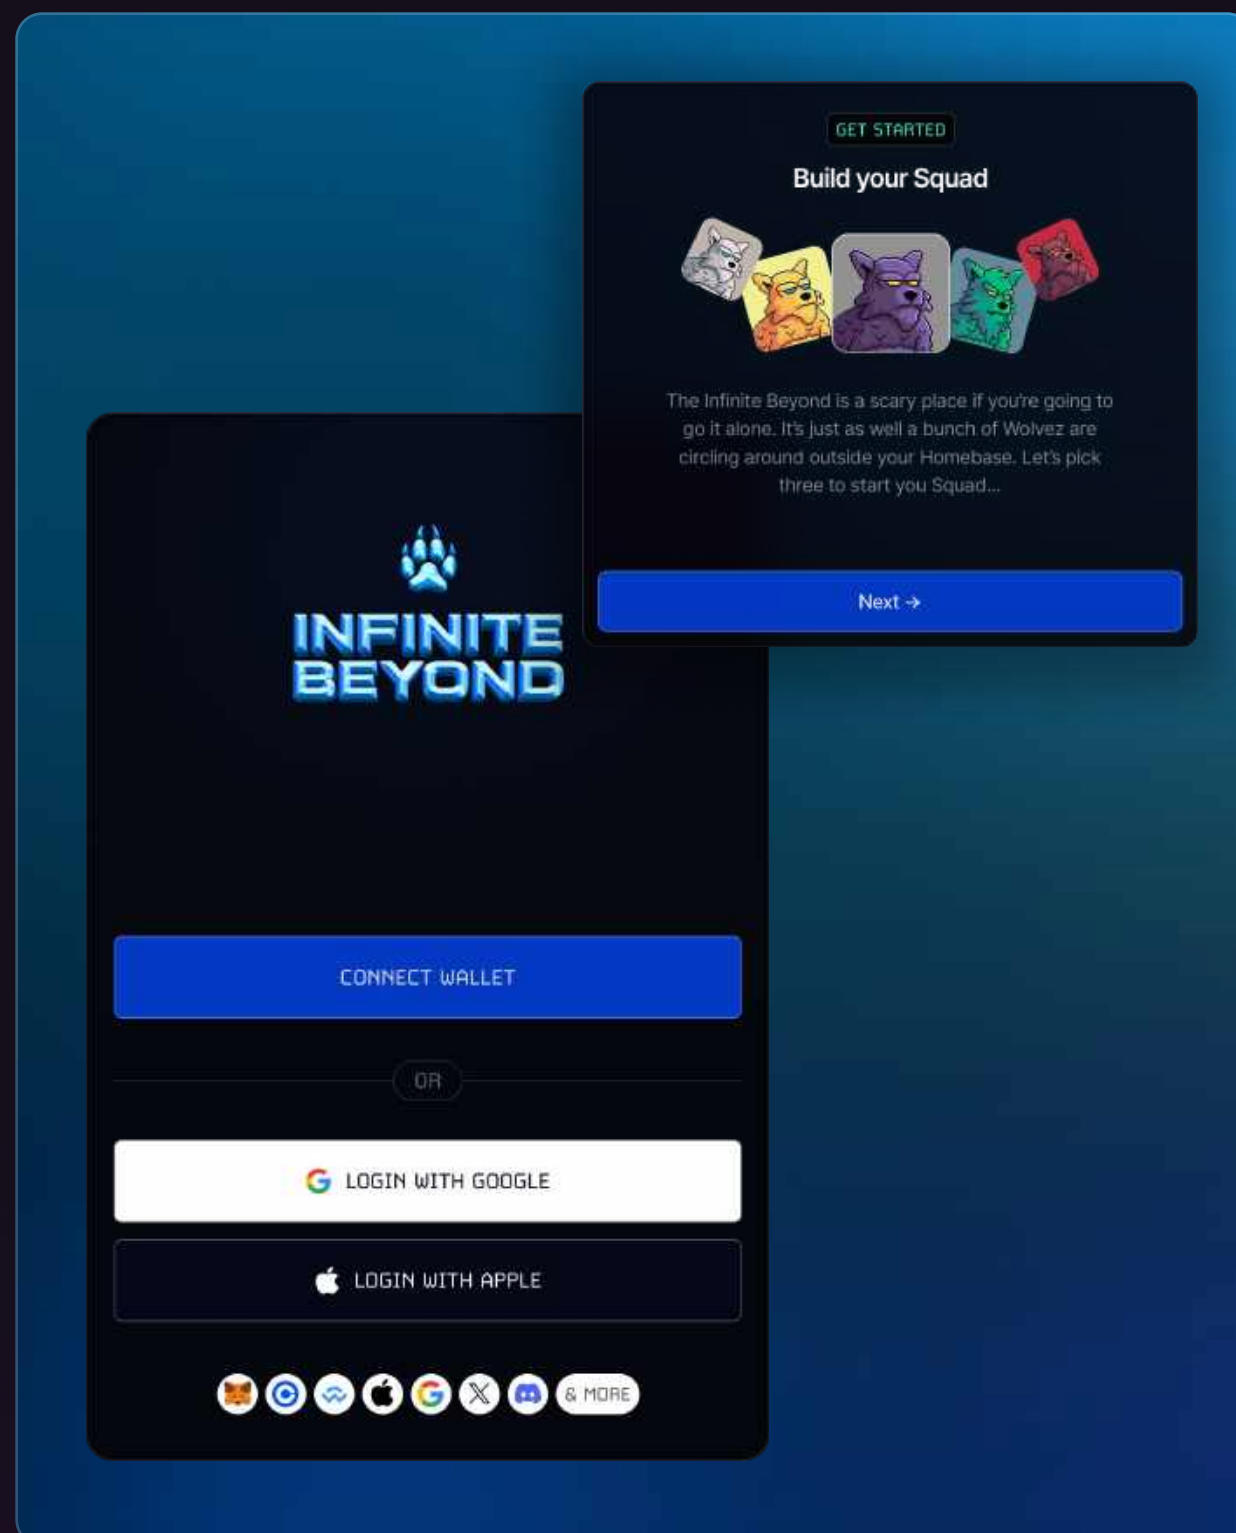 GET STARTED
Build your Squad
The Infinite Beyond is a scary place if you're going to
go it alone. It's just as well a bunch of Wolvez are
circling around outside your Homebase. Let's pick
three to start you Squad...
Next →
INFINITE
BEYOND
CONNECT WALLET
OR
LOGIN WITH GOOGLE
LOGIN WITH APPLE
& MORE